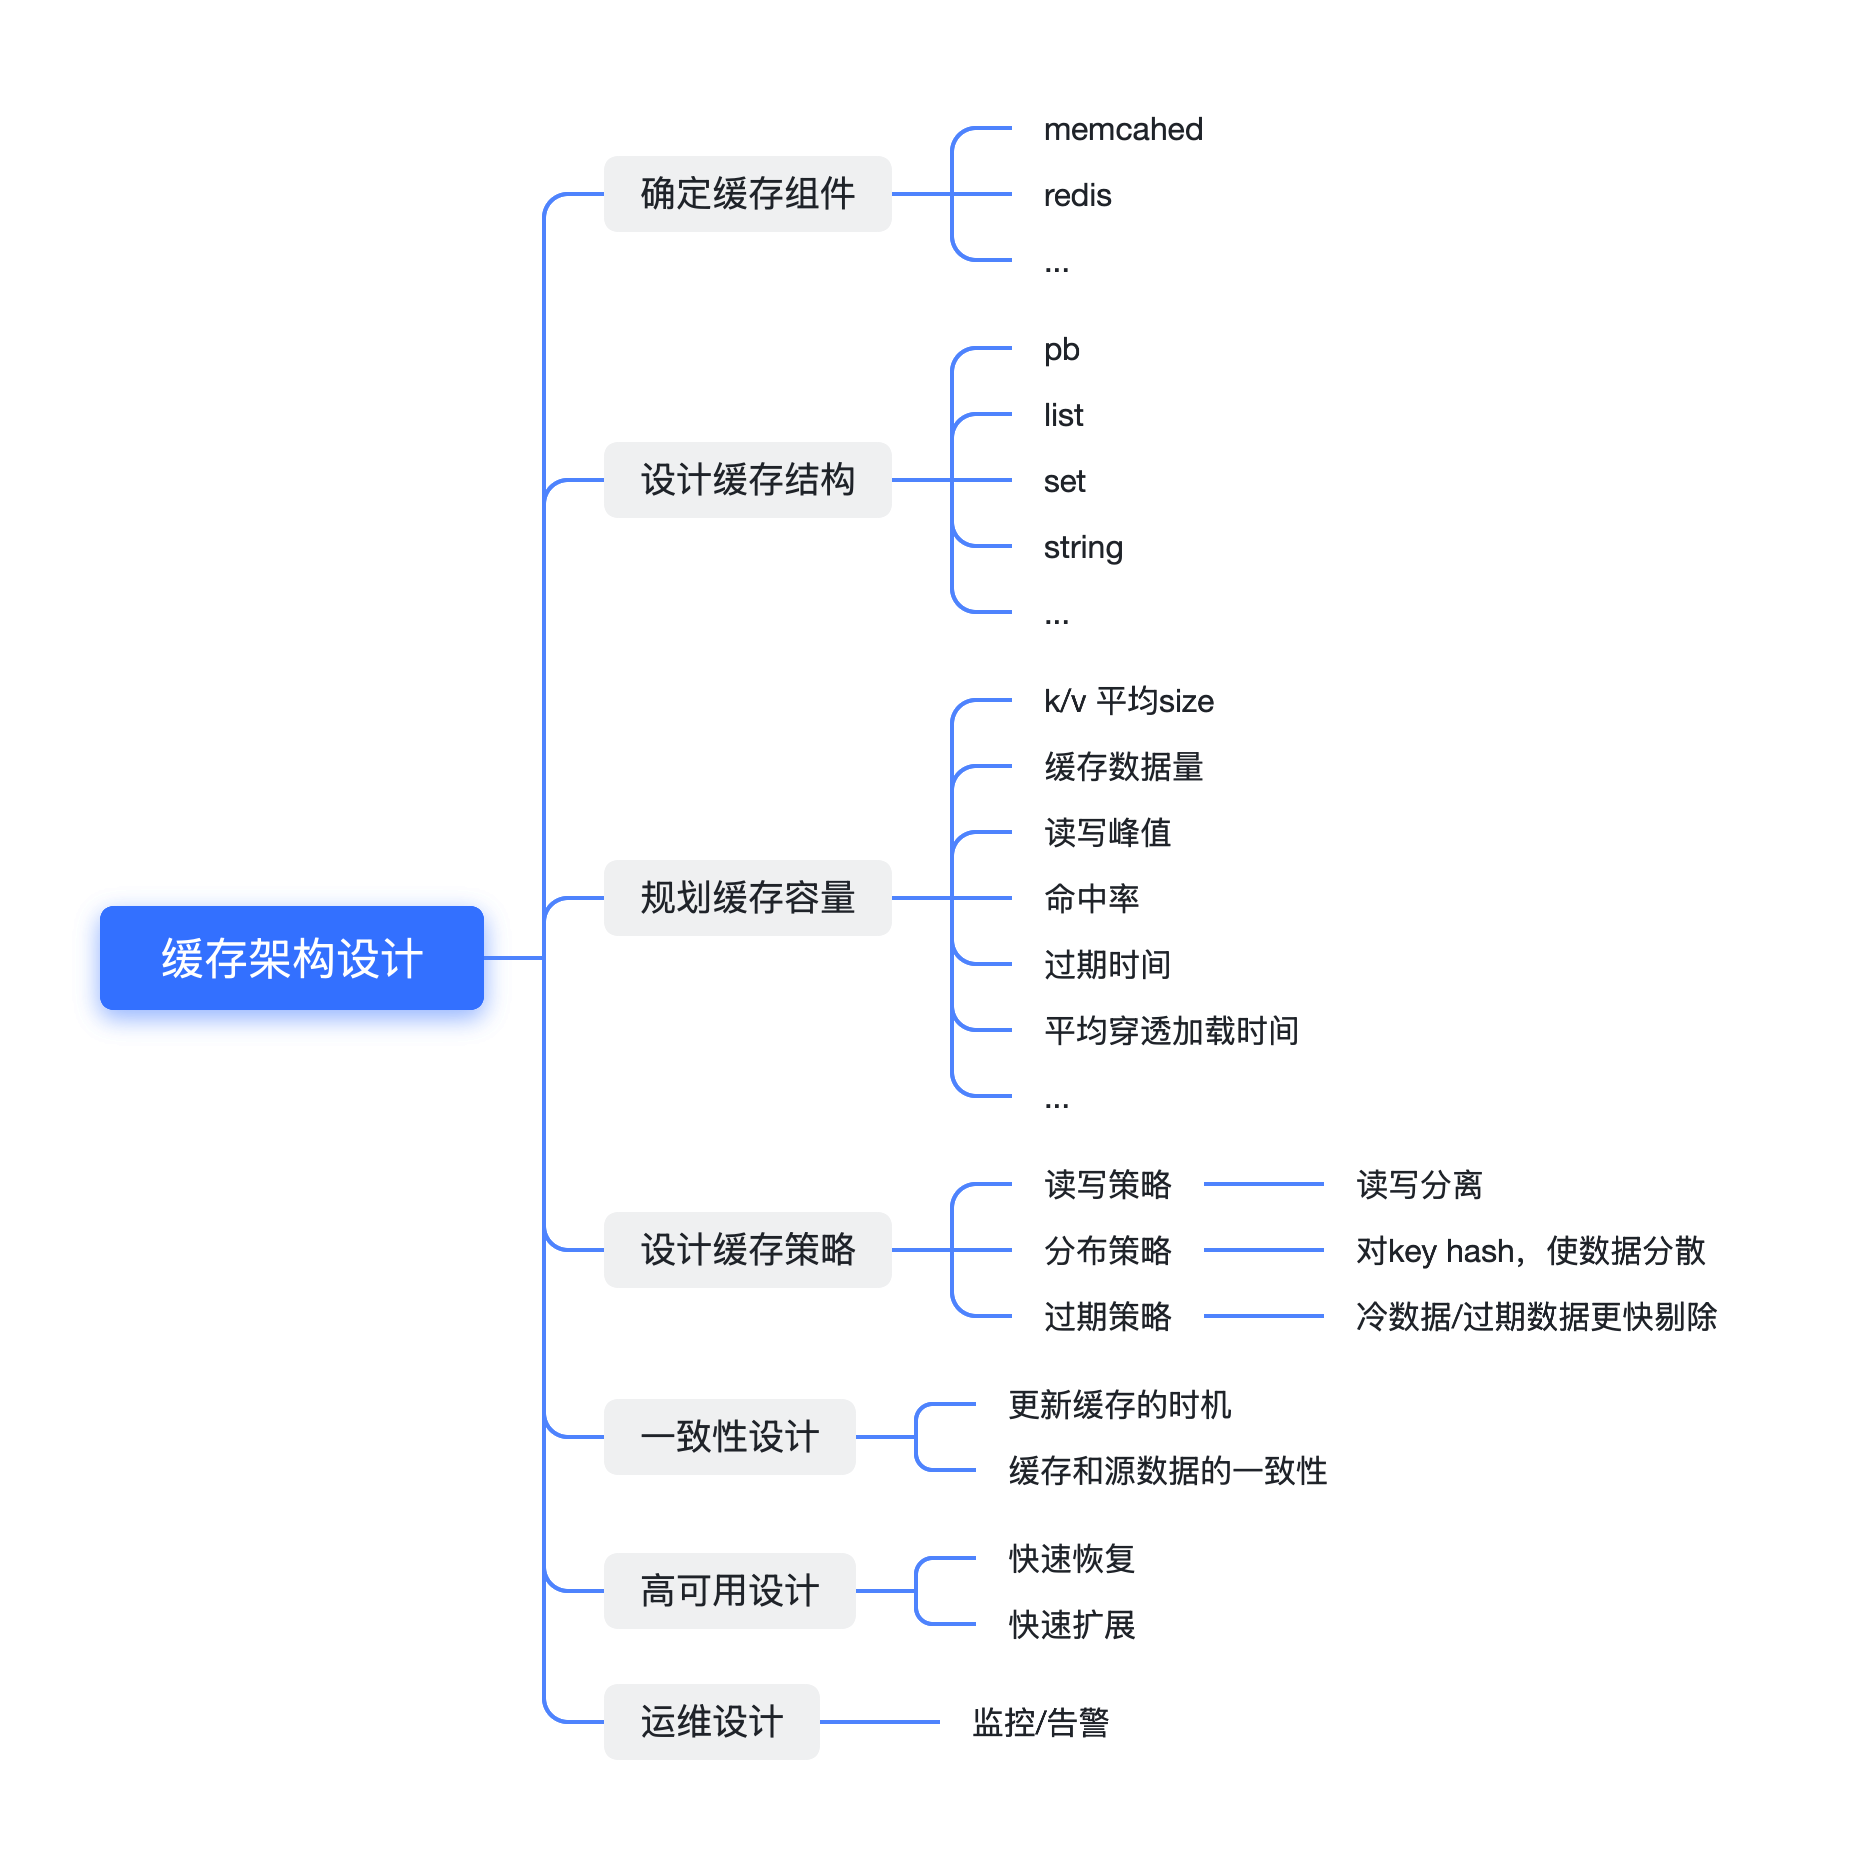 缓存架构设计
确定缓存组件
memcahed
redis
...
设计缓存结构
pb
list
set
string
...
规划缓存容量
k/v 平均size
缓存数据量
读写峰值
命中率
过期时间
平均穿透加载时间
...
设计缓存策略
读写策略
读写分离
分布策略
对key hash，使数据分散
过期策略
冷数据/过期数据更快剔除
一致性设计
更新缓存的时机
缓存和源数据的一致性
高可用设计
快速恢复
快速扩展
运维设计
监控/告警